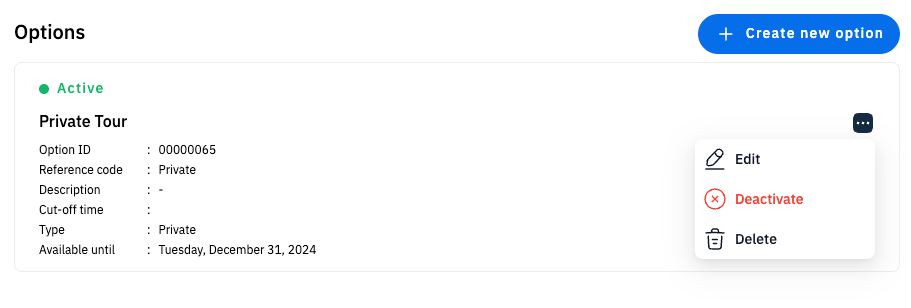 Options
Create new option
Active
Private Tour
Option ID : 00000065
Reference code : Private
Description : -
Cut-off time :
Type : Private
Available until : Tuesday, December 31, 2024
Edit
Deactivate
Delete